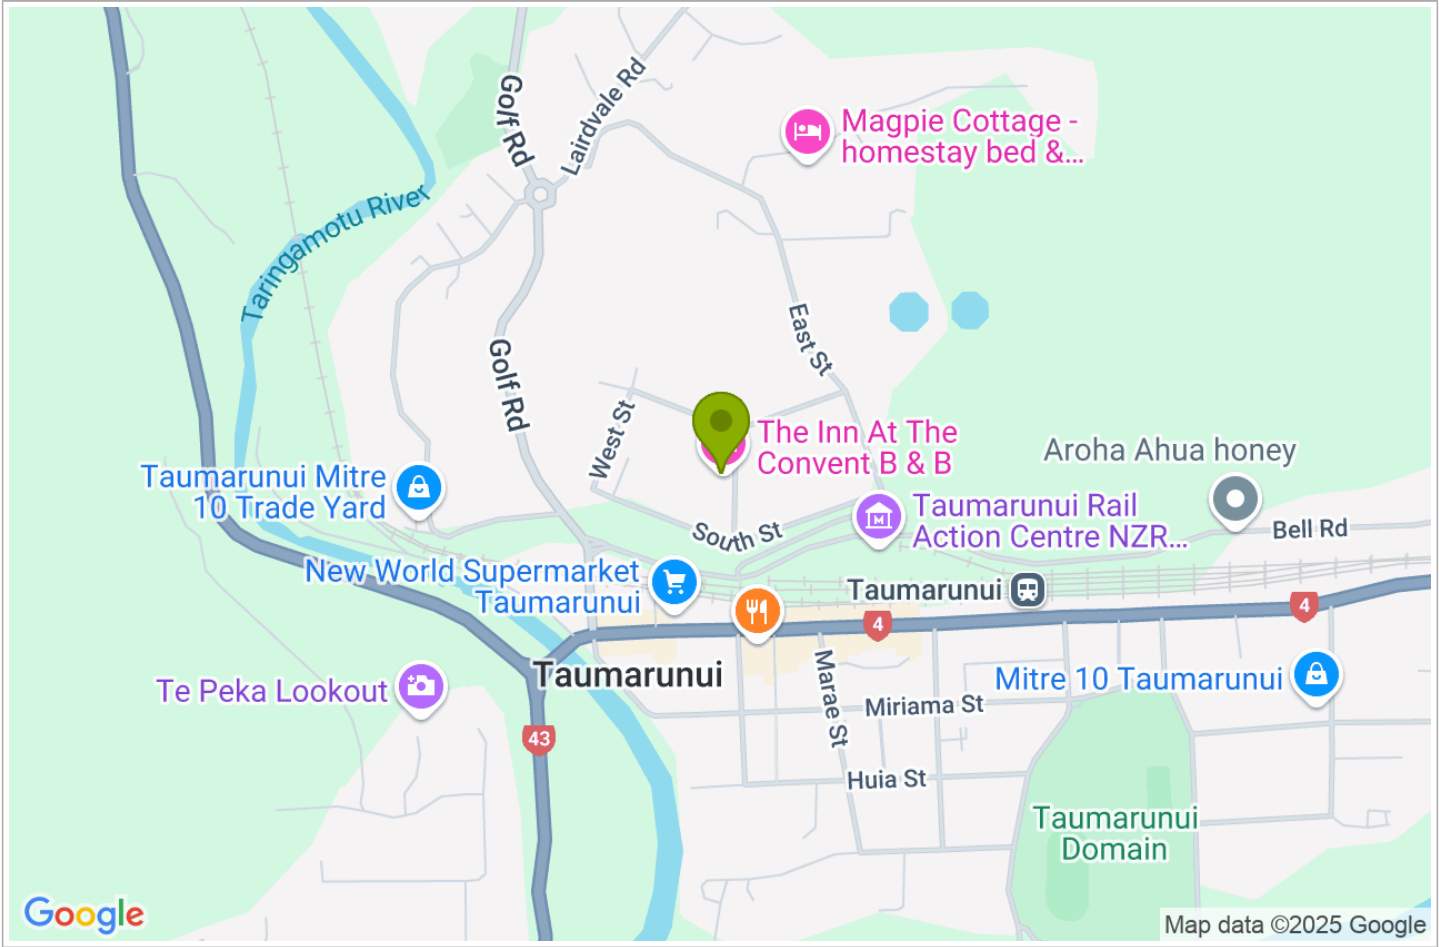 Golf Rd
Lairdvale Rd
Magpie Cottage -
homestay bed &...
Taringamotu River
East St
Golf Rd
West St
The Inn At The
Convent B & B
Aroha Ahua honey
Taumarunui Mitre
10 Trade Yard
Taumarunui Rail
Action Centre NZR...
South St
Bell Rd
New World Supermarket
Taumarunui
Taumarunui
4
4
Taumarunui
Te Peka Lookout
Mitre 10 Taumarunui
Marae St
Miriama St
43
Huia St
Taumarunui
Domain
Google
Map data ©2025 Google